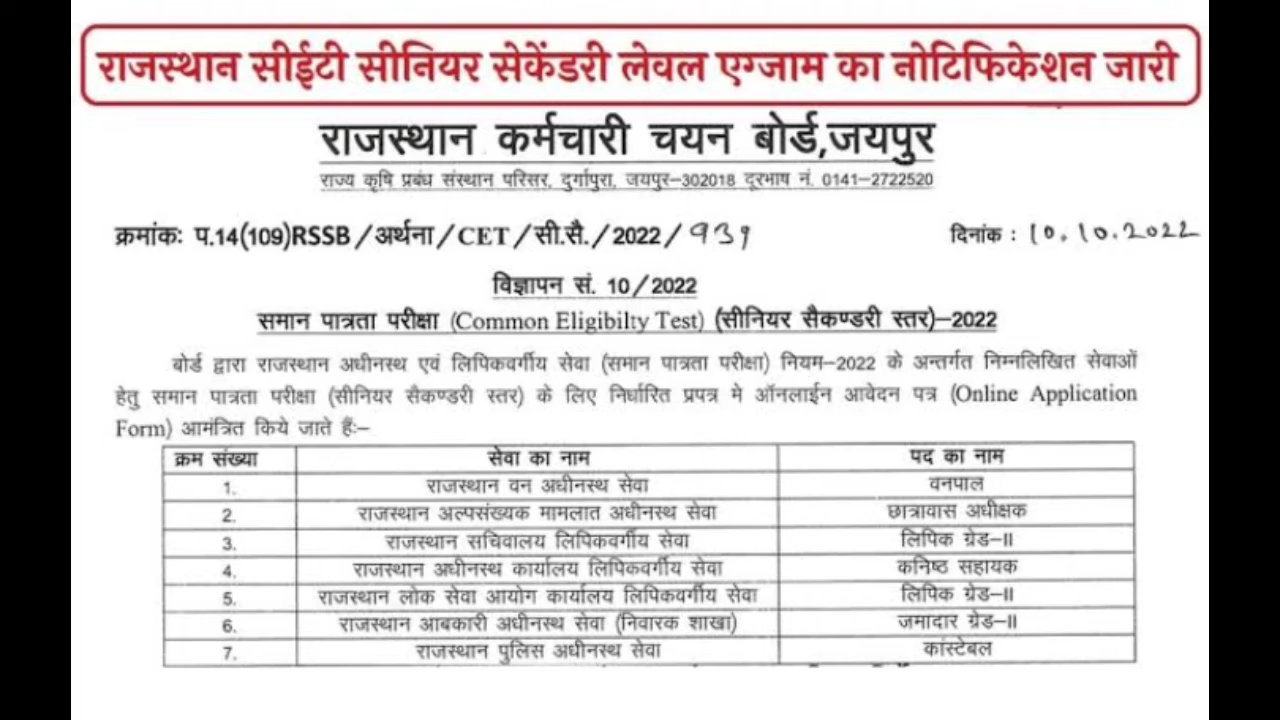 राजस्थान सीईटी सीनियर सेकेंडरी लेवल एग्जाम का नोटिफिकेशन जारी
राजस्थान कर्मचारी चयन बोर्ड,जयपुर
राज्य कृषि प्रबंध संस्थान परिसर, दुर्गापुरा, जयपुर–302018 दूरभाष नं. 0141–2722520
क्रमांकः प.14(109)RSSB/अर्थना/CET/सी.सै./2022/939 दिनांक : 10.10.2022
विज्ञापन सं. 10/2022
समान पात्रता परीक्षा (Common Eligibilty Test) (सीनियर सैकण्डरी स्तर)–2022
बोर्ड द्वारा राजस्थान अधीनस्थ एवं लिपिकवर्गीय सेवा (समान पात्रता परीक्षा) नियम–2022 के अन्तर्गत निम्नलिखित सेवाओं
हेतु समान पात्रता परीक्षा (सीनियर सैकण्डरी स्तर) के लिए निर्धारित प्रपत्र मे ऑनलाईन आवेदन पत्र (Online Application
Form) आमंत्रित किये जाते हैंः–
क्रम संख्या सेवा का नाम पद का नाम
1. राजस्थान वन अधीनस्थ सेवा वनपाल
2. राजस्थान अल्पसंख्यक मामलात अधीनस्थ सेवा छात्रावास अधीक्षक
3. राजस्थान सचिवालय लिपिकवर्गीय सेवा लिपिक ग्रेड–II
4. राजस्थान अधीनस्थ कार्यालय लिपिकवर्गीय सेवा कनिष्ठ सहायक
5. राजस्थान लोक सेवा आयोग कार्यालय लिपिकवर्गीय सेवा लिपिक ग्रेड–II
6. राजस्थान आबकारी अधीनस्थ सेवा (निवारक शाखा) जमादार ग्रेड–II
7. राजस्थान पुलिस अधीनस्थ सेवा कांस्टेबल